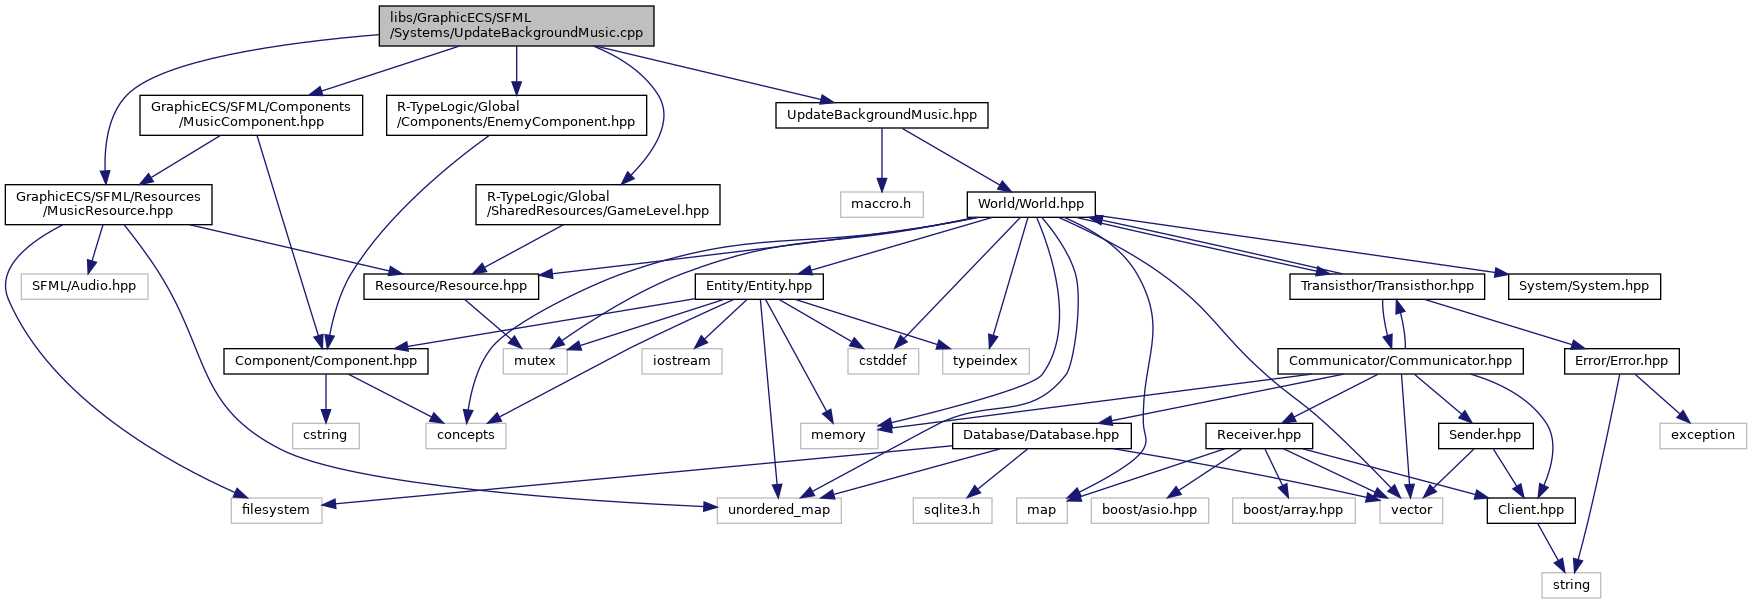 libs/GraphicECS/SFML
/Systems/UpdateBackgroundMusic.cpp
GraphicECS/SFML/Components
/MusicComponent.hpp
R-TypeLogic/Global
/Components/EnemyComponent.hpp
UpdateBackgroundMusic.hpp
GraphicECS/SFML/Resources
/MusicResource.hpp
R-TypeLogic/Global
/SharedResources/GameLevel.hpp
maccro.h
World/World.hpp
SFML/Audio.hpp
Resource/Resource.hpp
Entity/Entity.hpp
Transisthor/Transisthor.hpp
System/System.hpp
Component/Component.hpp
mutex
iostream
cstddef
typeindex
Communicator/Communicator.hpp
Error/Error.hpp
cstring
concepts
memory
Database/Database.hpp
Receiver.hpp
Sender.hpp
exception
filesystem
unordered_map
sqlite3.h
map
boost/asio.hpp
boost/array.hpp
vector
Client.hpp
string